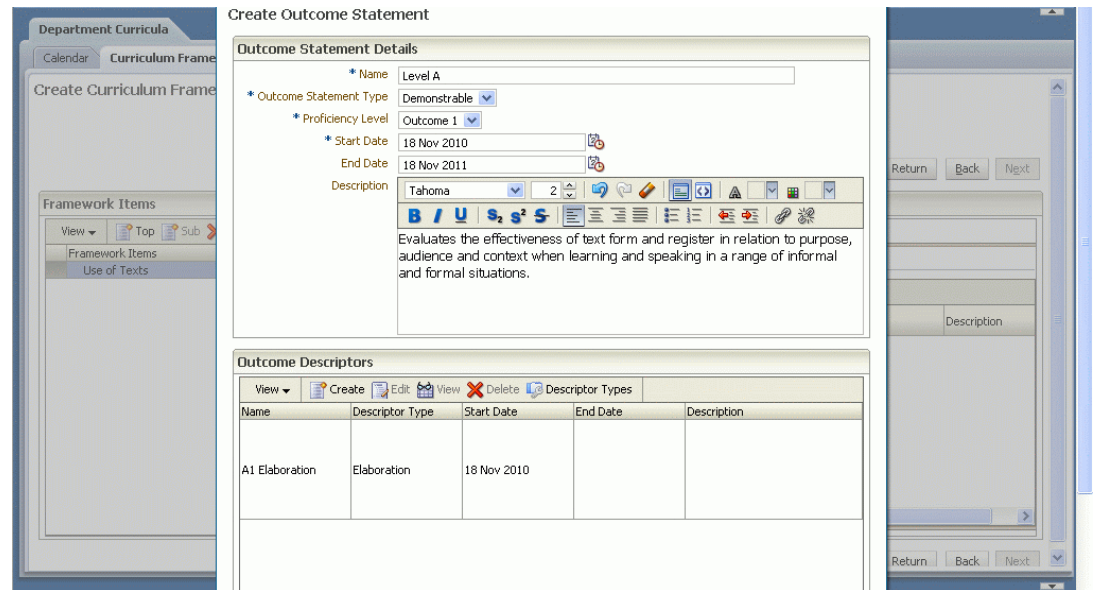 Create Outcome Statement
Department Curricula
Calendar Curriculum Frame
Create Curriculum Frame
Return Back Next
Framework Items
View Top Sub
Framework Items
Use of Texts
Description
Return Back Next
Outcome Statement Details
* Name Level A
* Outcome Statement Type Demonstrable
* Proficiency Level Outcome 1
* Start Date 18 Nov 2010
End Date 18 Nov 2011
Description Tahoma 2
B I U S2 S2 S
Evaluates the effectiveness of text form and register in relation to purpose,
audience and context when learning and speaking in a range of informal
and formal situations.
Outcome Descriptors
View Create Edit View Delete Descriptor Types
Name Descriptor Type Start Date End Date Description
A1 Elaboration Elaboration 18 Nov 2010